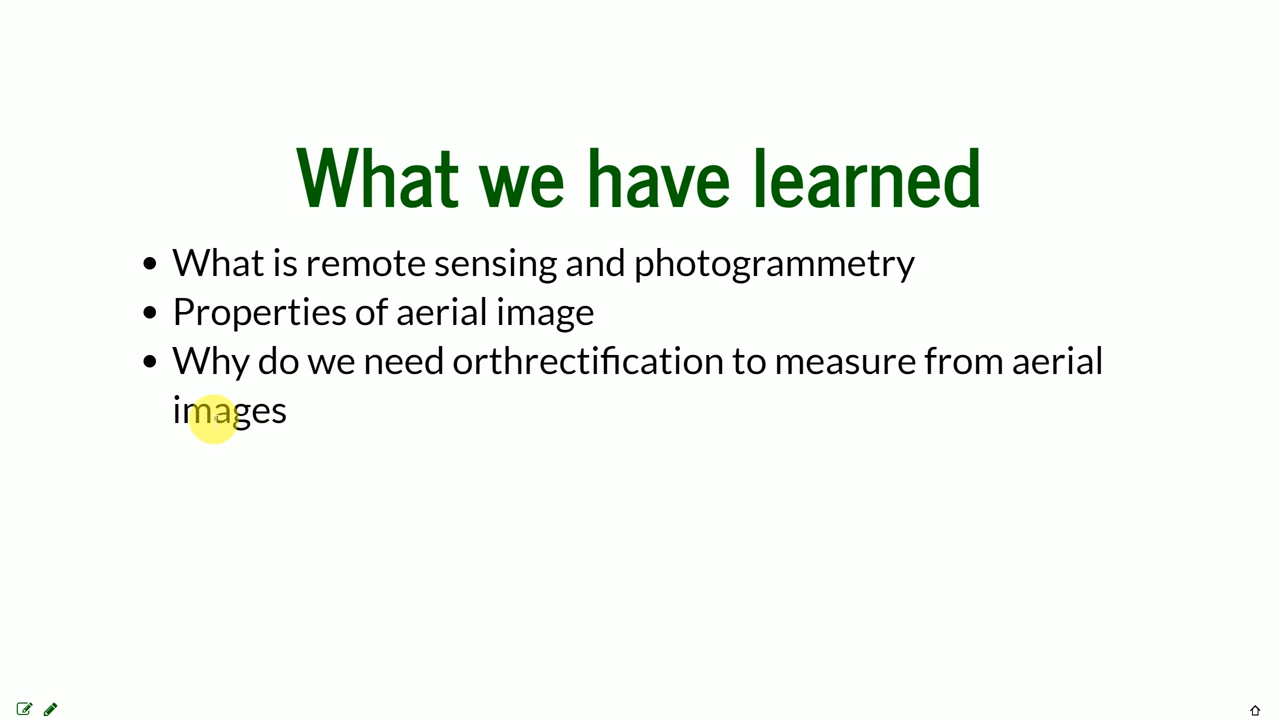 What we have learned
• What is remote sensing and photogrammetry
• Properties of aerial image
• Why do we need orthrectification to measure from aerial
images